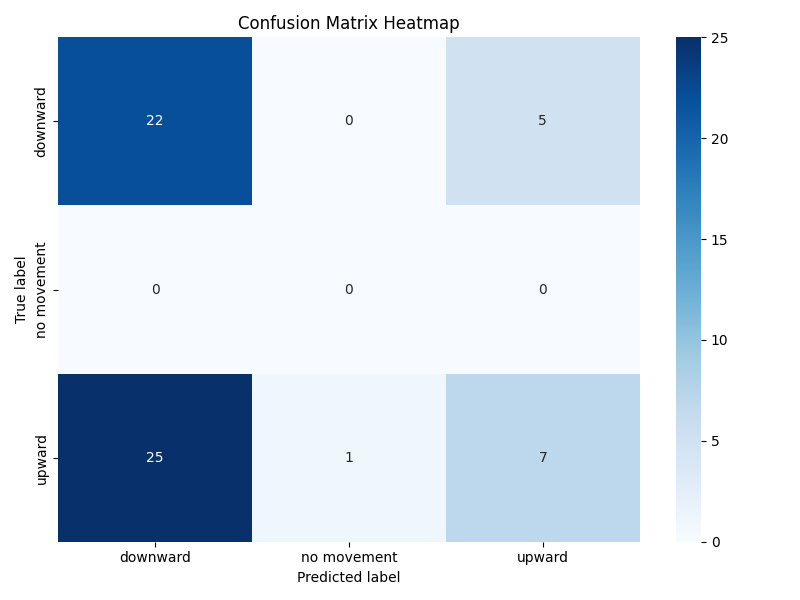 Confusion Matrix Heatmap
True label
downward
22 0 5
no movement
0 0 0
upward
25 1 7
downward no movement upward
Predicted label
25
20
15
10
5
0